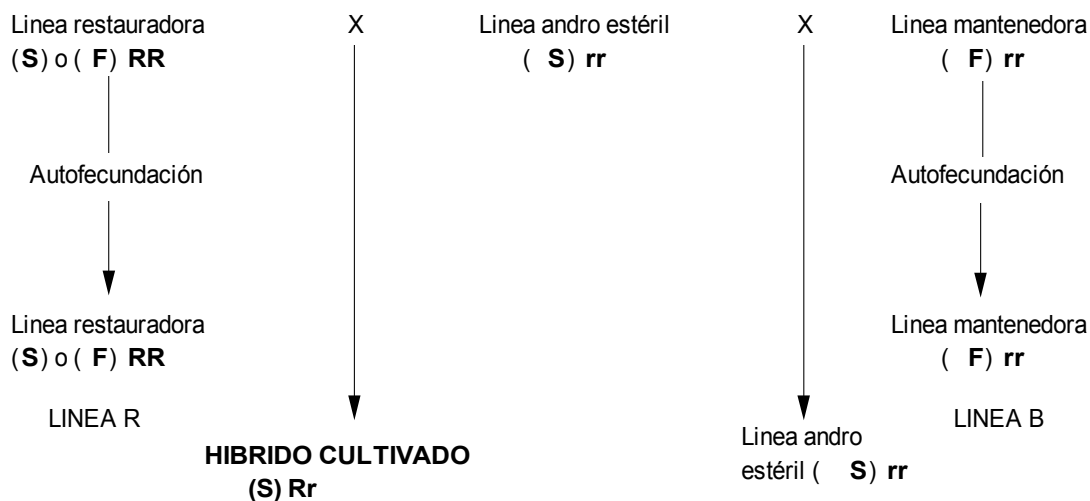 Linea restauradora X Linea andro estéril X Linea mantenedora
(S) o ( F) RR ( S) rr ( F) rr
Autofecundación Autofecundación
Linea restauradora Linea mantenedora
(S) o ( F) RR ( F) rr
LINEA R LINEA B
HIBRIDO CULTIVADO
(S) Rr
Linea andro
estéril ( S) rr